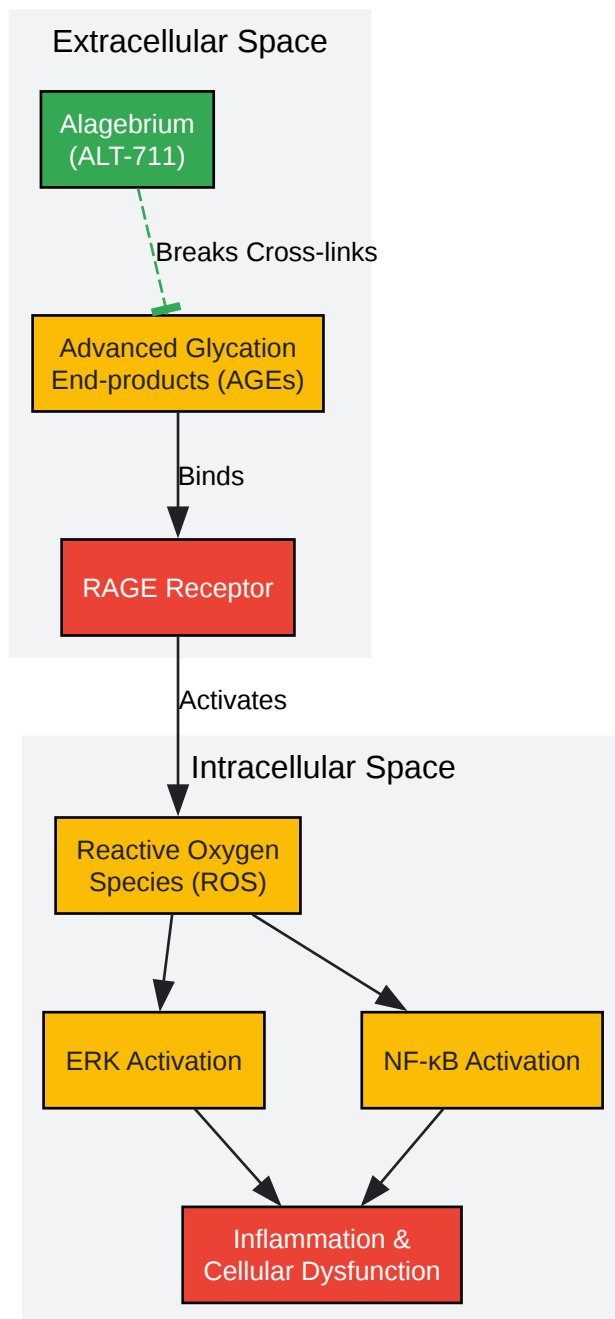 Extracellular Space
Alagebrium
(ALT-711)
Breaks Cross-links
Advanced Glycation
End-products (AGEs)
Binds
RAGE Receptor
Activates
Intracellular Space
Reactive Oxygen
Species (ROS)
ERK Activation
NF-κB Activation
Inflammation &
Cellular Dysfunction